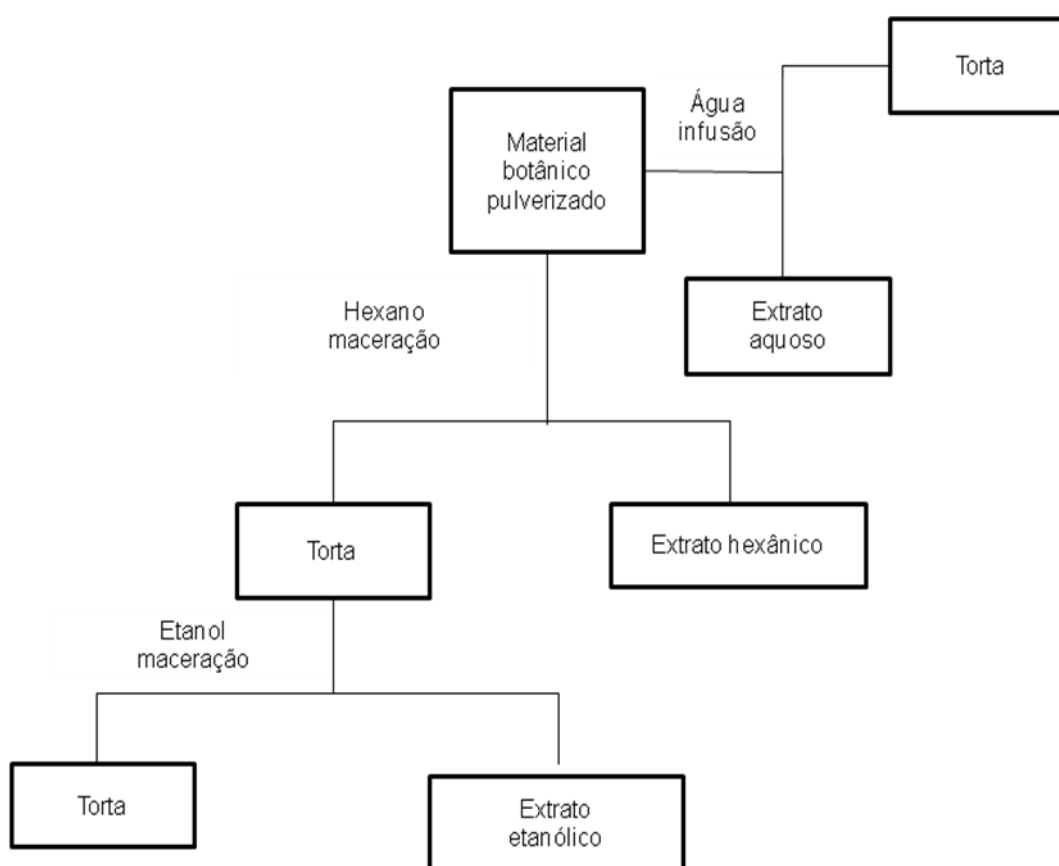 Torta
Água
infusão
Material
botânico
pulverizado
Extrato
aquoso
Hexano
maceração
Torta
Extrato hexânico
Etanol
maceração
Torta
Extrato
etanólico